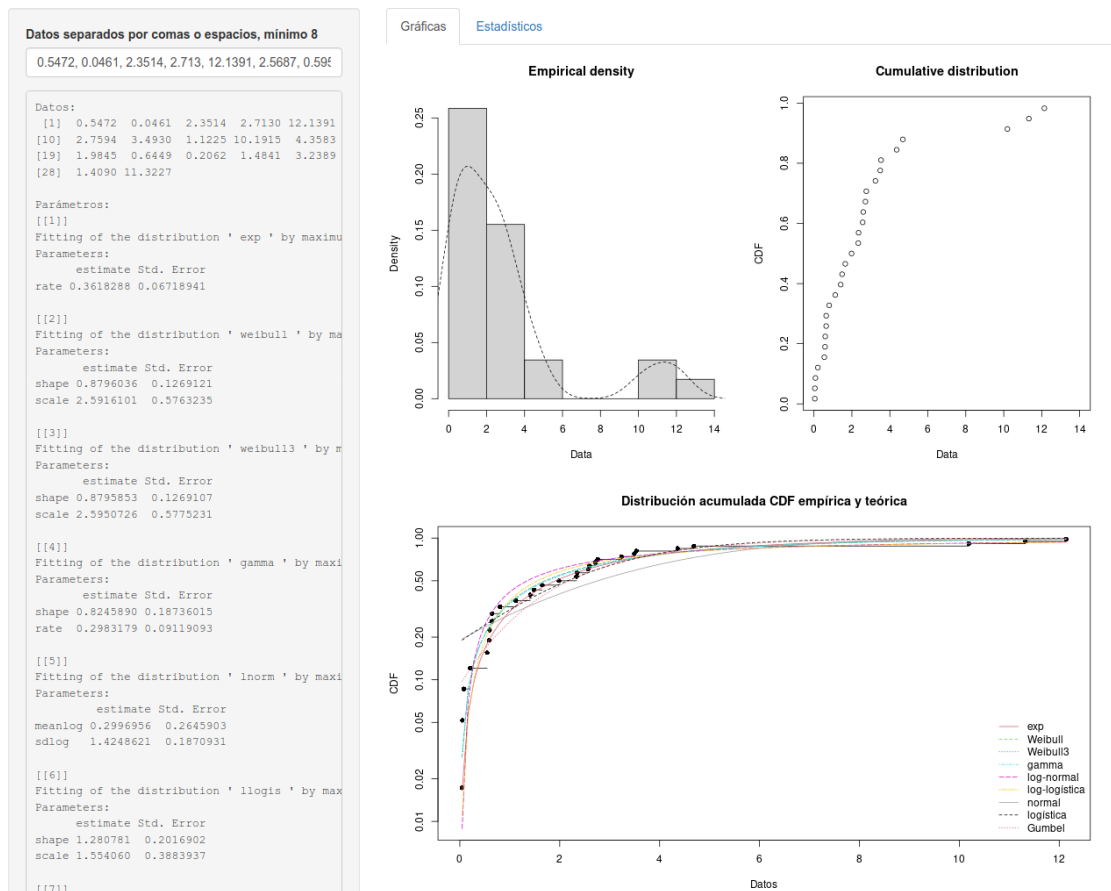 Datos separados por comas o espacios, mínimo 8
0.5472, 0.0461, 2.3514, 2.713, 12.1391, 2.5687, 0.595
Datos:
[1] 0.5472 0.0461 2.3514 2.7130 12.1391
[10] 2.7594 3.4930 1.1225 10.1915 4.3583
[19] 1.9845 0.6449 0.2062 1.4841 3.2389
[28] 1.4090 11.3227
Parámetros:
[[1]]
Fitting of the distribution ' exp ' by maximu
Parameters:
estimate Std. Error
rate 0.3618288 0.06718941
[[2]]
Fitting of the distribution ' weibull ' by ma
Parameters:
estimate Std. Error
shape 0.8796036 0.1269121
scale 2.5916101 0.5763235
[[3]]
Fitting of the distribution ' weibull3 ' by m
Parameters:
estimate Std. Error
shape 0.8795853 0.1269107
scale 2.5950726 0.5775231
[[4]]
Fitting of the distribution ' gamma ' by maxi
Parameters:
estimate Std. Error
shape 0.8245890 0.18736015
rate 0.2983179 0.09119093
[[5]]
Fitting of the distribution ' lnorm ' by maxi
Parameters:
estimate Std. Error
meanlog 0.2996956 0.2645903
sdlog 1.4248621 0.1870931
[[6]]
Fitting of the distribution ' llogis ' by max
Parameters:
estimate Std. Error
shape 1.280781 0.2016902
scale 1.554060 0.3883937
[[7]]
Gráficas Estadísticos
Empirical density
Density
0.25
0.20
0.15
0.10
0.05
0.00
0 2 4 6 8 10 12 14
Data
Cumulative distribution
CDF
1.0
0.8
0.6
0.4
0.2
0.0
0 2 4 6 8 10 12 14
Data
Distribución acumulada CDF empírica y teórica
CDF
1.00
0.50
0.20
0.10
0.05
0.02
0.01
exp
Weibull
Weibull3
gamma
log-normal
log-logística
normal
logística
Gumbel
0 2 4 6 8 10 12
Datos